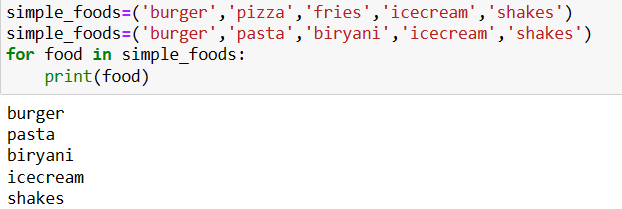 simple_foods=('burger','pizza','fries','icecream','shakes')
simple_foods=('burger','pasta','biryani','icecream','shakes')
for food in simple_foods:
    print(food)
burger
pasta
biryani
icecream
shakes